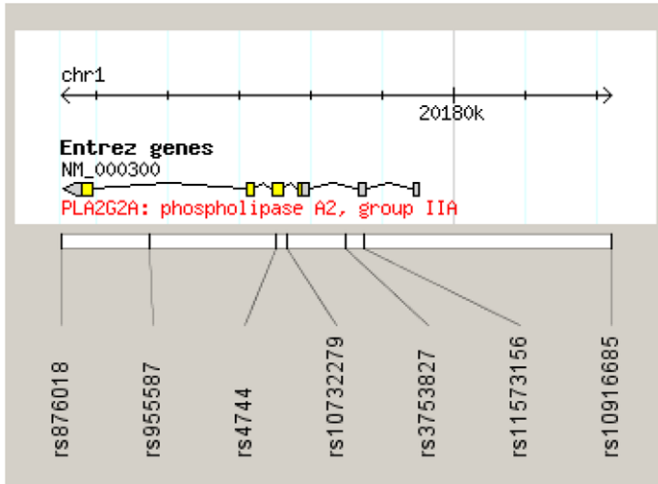 chr1
20180k
Entrez genes
NM_000300
PLA2G2A: phospholipase A2, group IIA
rs876018
rs955587
rs4744
rs10732279
rs3753827
rs11573156
rs10916685